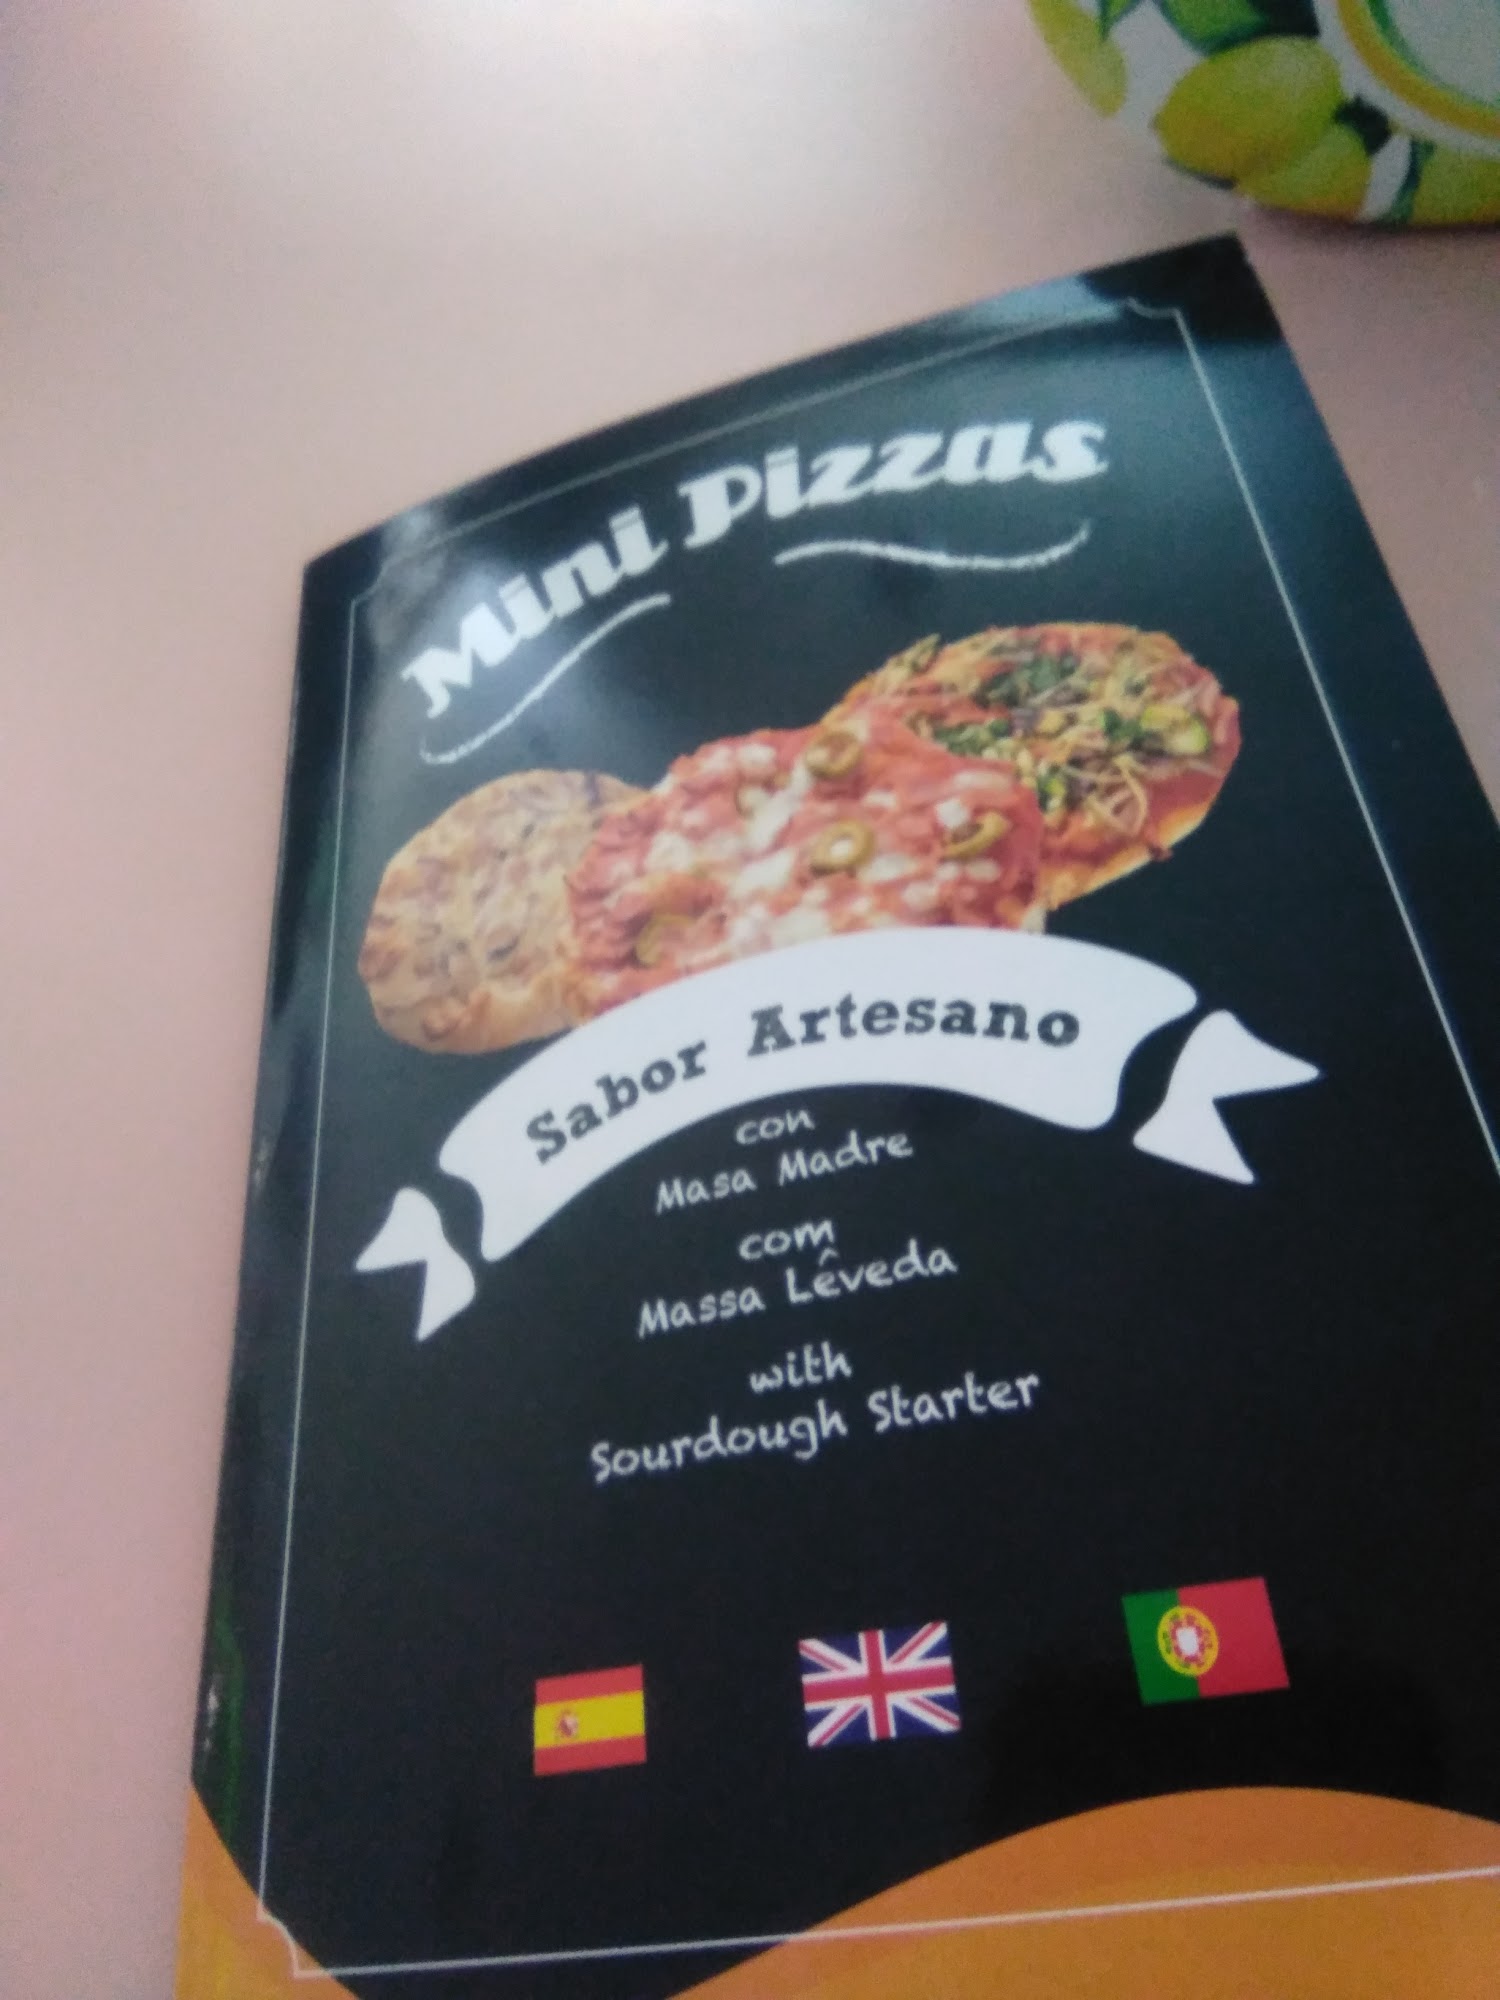 Mini Pizzas
Sabor Artesano
con
Masa Madre
com
Massa Lêveda
with
Sourdough Starter